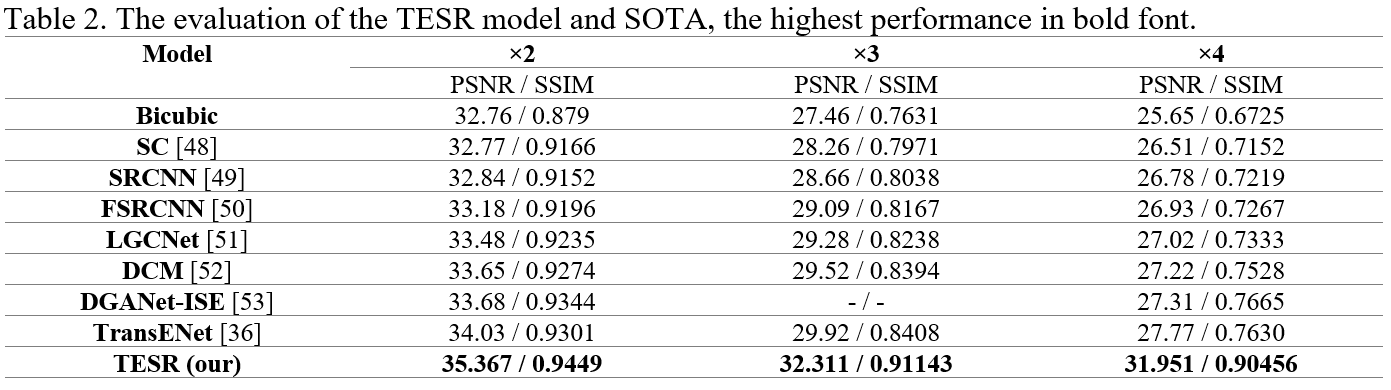 Table 2. The evaluation of the TESR model and SOTA, the highest performance in bold font.
Model ×2 ×3 ×4
PSNR / SSIM PSNR / SSIM PSNR / SSIM
Bicubic 32.76 / 0.879 27.46 / 0.7631 25.65 / 0.6725
SC [48] 32.77 / 0.9166 28.26 / 0.7971 26.51 / 0.7152
SRCNN [49] 32.84 / 0.9152 28.66 / 0.8038 26.78 / 0.7219
FSRCNN [50] 33.18 / 0.9196 29.09 / 0.8167 26.93 / 0.7267
LGCNet [51] 33.48 / 0.9235 29.28 / 0.8238 27.02 / 0.7333
DCM [52] 33.65 / 0.9274 29.52 / 0.8394 27.22 / 0.7528
DGANet-ISE [53] 33.68 / 0.9344 - / - 27.31 / 0.7665
TransENet [36] 34.03 / 0.9301 29.92 / 0.8408 27.77 / 0.7630
TESR (our) 35.367 / 0.9449 32.311 / 0.91143 31.951 / 0.90456